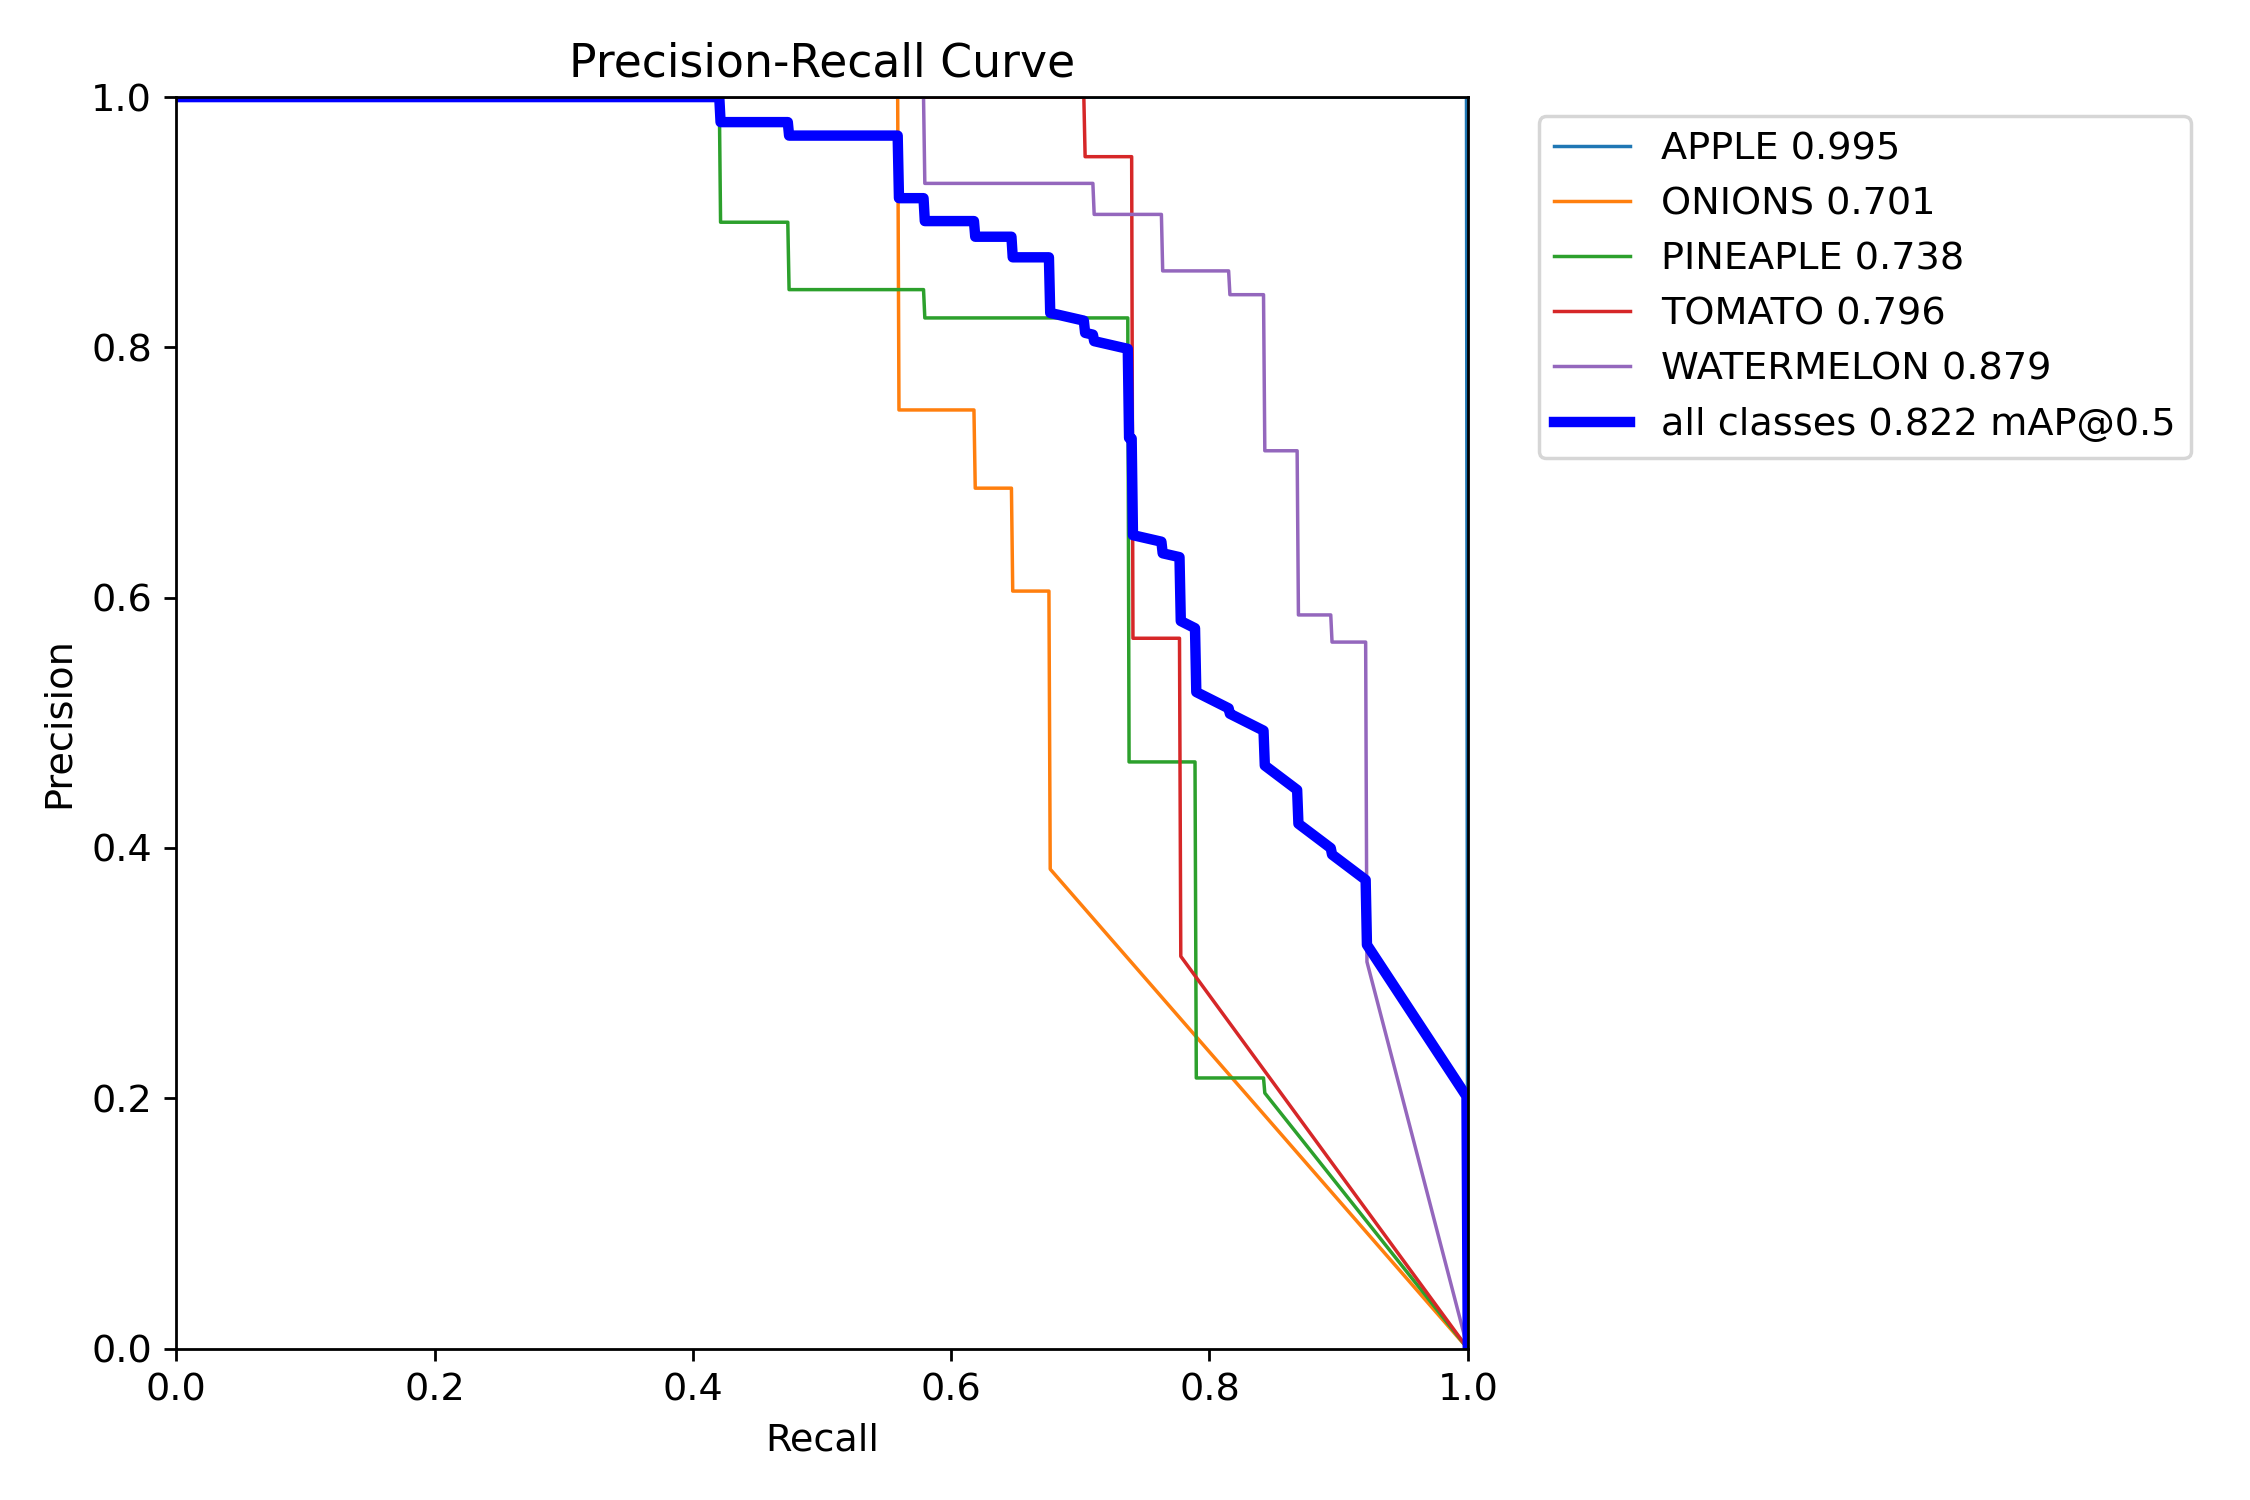 Precision-Recall Curve
1.0
0.8
0.6
0.4
0.2
0.0
Precision
0.0 0.2 0.4 0.6 0.8 1.0
Recall
APPLE 0.995
ONIONS 0.701
PINEAPLE 0.738
TOMATO 0.796
WATERMELON 0.879
all classes 0.822 mAP@0.5